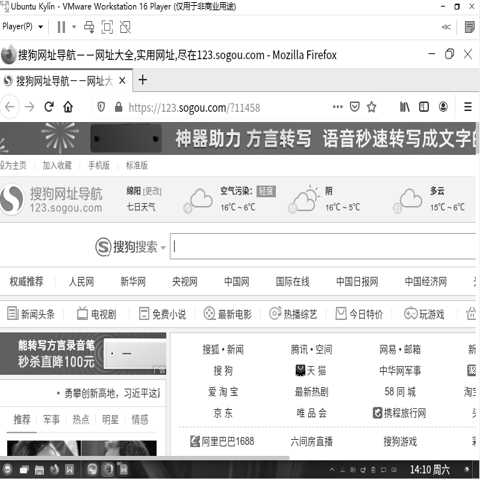 Ubuntu Kylin - VMware Workstation 16 Player (仅用于非商业用途)
Player(P)
搜狗网址导航——网址大全,实用网址,尽在123.sogou.com - Mozilla Firefox
搜狗网址导航——网址大
https://123.sogou.com/?11458
神器助力 方言转写 语音秒速转写成文字
设为主页 加入收藏 手机版 标准版
搜狗网址导航
123.sogou.com
绵阳 [更改]
七日天气
空气污染: 轻度
16℃ ~ 6℃
阴
16℃ ~ 5℃
多云
15℃ ~ 6℃
搜狗搜索
权威推荐 人民网 新华网 央视网 中国网 国际在线 中国日报网 中国经济网
新闻头条 电视剧 免费小说 最新电影 热播综艺 今日特价 玩游戏
能转写方言录音笔
秒杀直降100元
广告
• 勇攀创新高地，习近平这
推荐 军事 热点 明星 情感
搜狐 • 新闻 腾讯 • 空间 网易 • 邮箱
搜 狗 天 猫 中华网军事
爱 淘 宝 最新热剧 58 同 城
京 东 唯 品 会 携程旅行网
阿里巴巴1688 六间房直播 搜狗游戏
14:10 周六